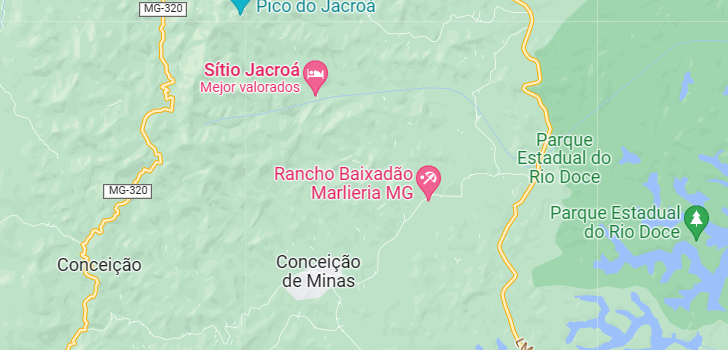 MG-320
Pico do Jacroá
Sítio Jacroá
Mejor valorados
Parque
Estadual do
Rio Doce
Rancho Baixadão
Marlieria MG
MG-320
Parque Estadual
do Rio Doce
Conceição
Conceição
de Minas
LM